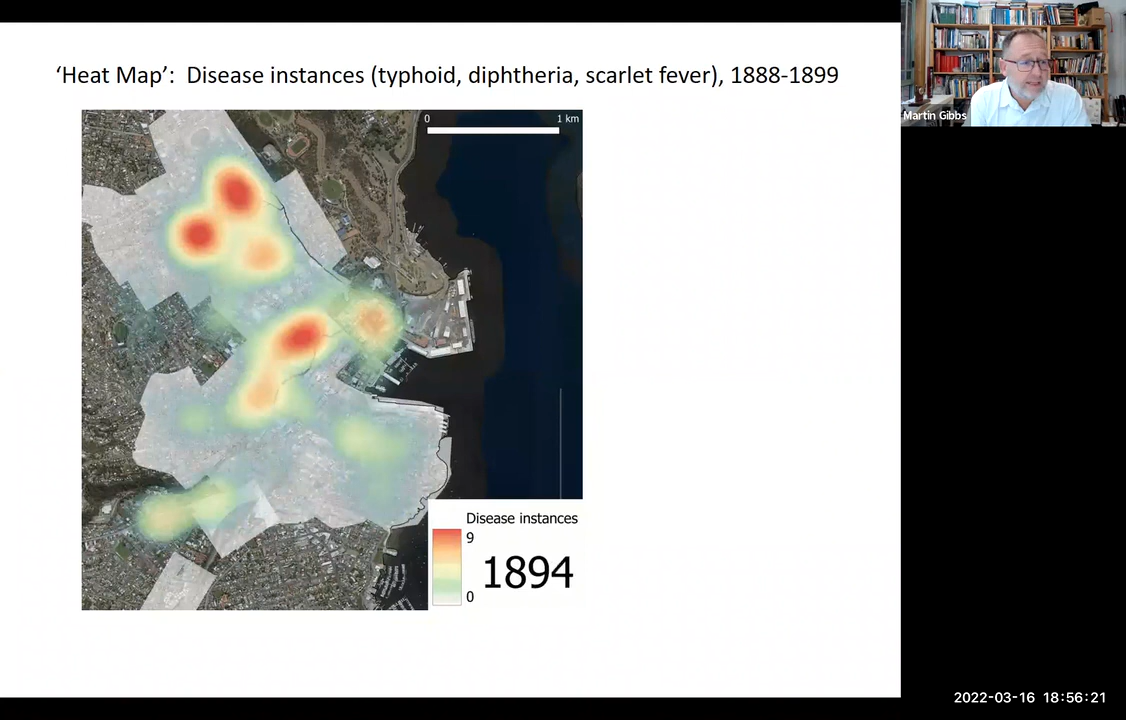 ‘Heat Map’:  Disease instances (typhoid, diphtheria, scarlet fever), 1888-1899
Martin Gibbs
0 1 km
Disease instances
9
1894
0
2022-03-16 18:56:21